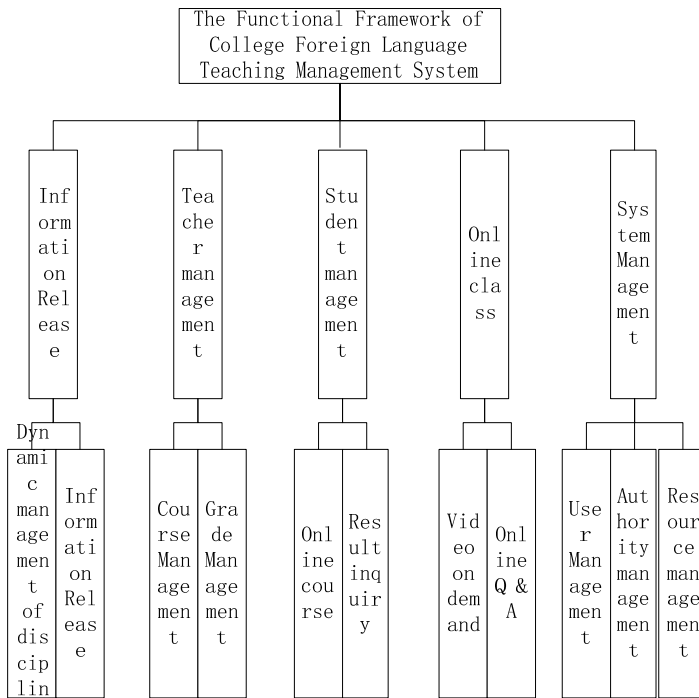 The Functional Framework of
College Foreign Language
Teaching Management System
Inf
orm
ati
on
Rel
eas
e
Tea
che
r
man
age
men
t
Stu
den
t
man
age
men
t
Onl
ine
cla
ss
Sys
tem
Man
age
men
t
Dyn
ami
c
man
age
men
t
of
dis
cip
lin
Inf
orm
ati
on
Rel
eas
e
Cou
rse
Man
age
men
t
Gra
de
Man
age
men
t
Onl
ine
cou
rse
Res
ult
inq
uir
y
Vid
eo
on
dem
and
Onl
ine
Q &
A
Use
r
Man
age
men
t
Aut
hor
ity
man
age
men
t
Res
our
ce
man
age
men
t